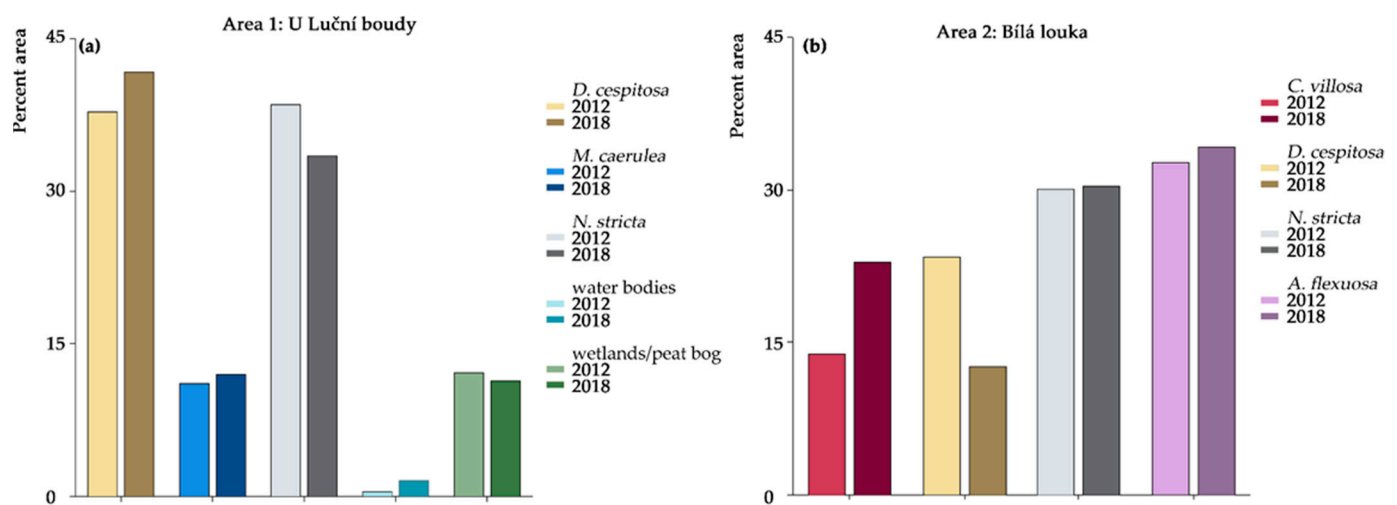 Area 1: U Luční boudy
(a)
Percent area
45
30
15
0
D. cespitosa
2012
2018
M. caerulea
2012
2018
N. stricta
2012
2018
water bodies
2012
2018
wetlands/peat bog
2012
2018
Area 2: Bílá louka
(b)
Percent area
45
30
15
0
C. villosa
2012
2018
D. cespitosa
2012
2018
N. stricta
2012
2018
A. flexuosa
2012
2018